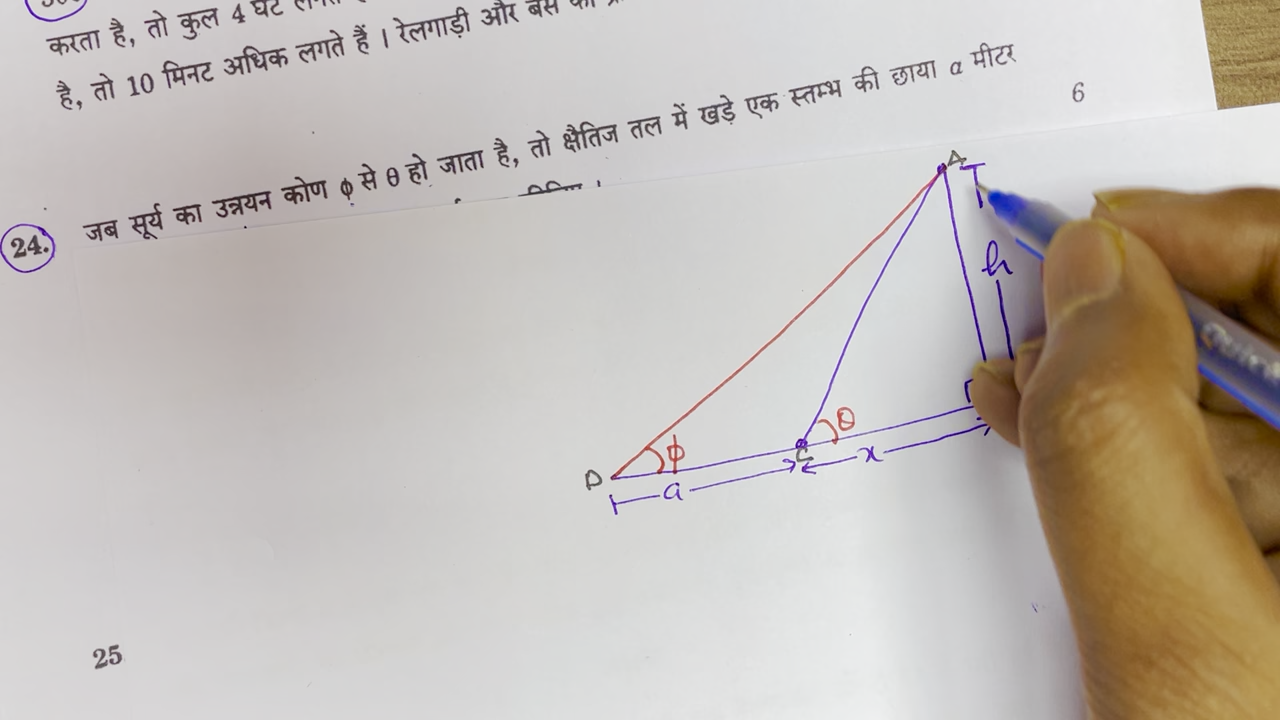 करता है, तो कुल 4 घंटे
है, तो 10 मिनट अधिक लगते हैं । रेलगाड़ी और बस की
6
24. जब सूर्य का उन्नयन कोण ϕ से θ हो जाता है, तो क्षैतिज तल में खड़े एक स्तम्भ की छाया a मीटर
A
h
ϕ
θ
D
C
a
x
25